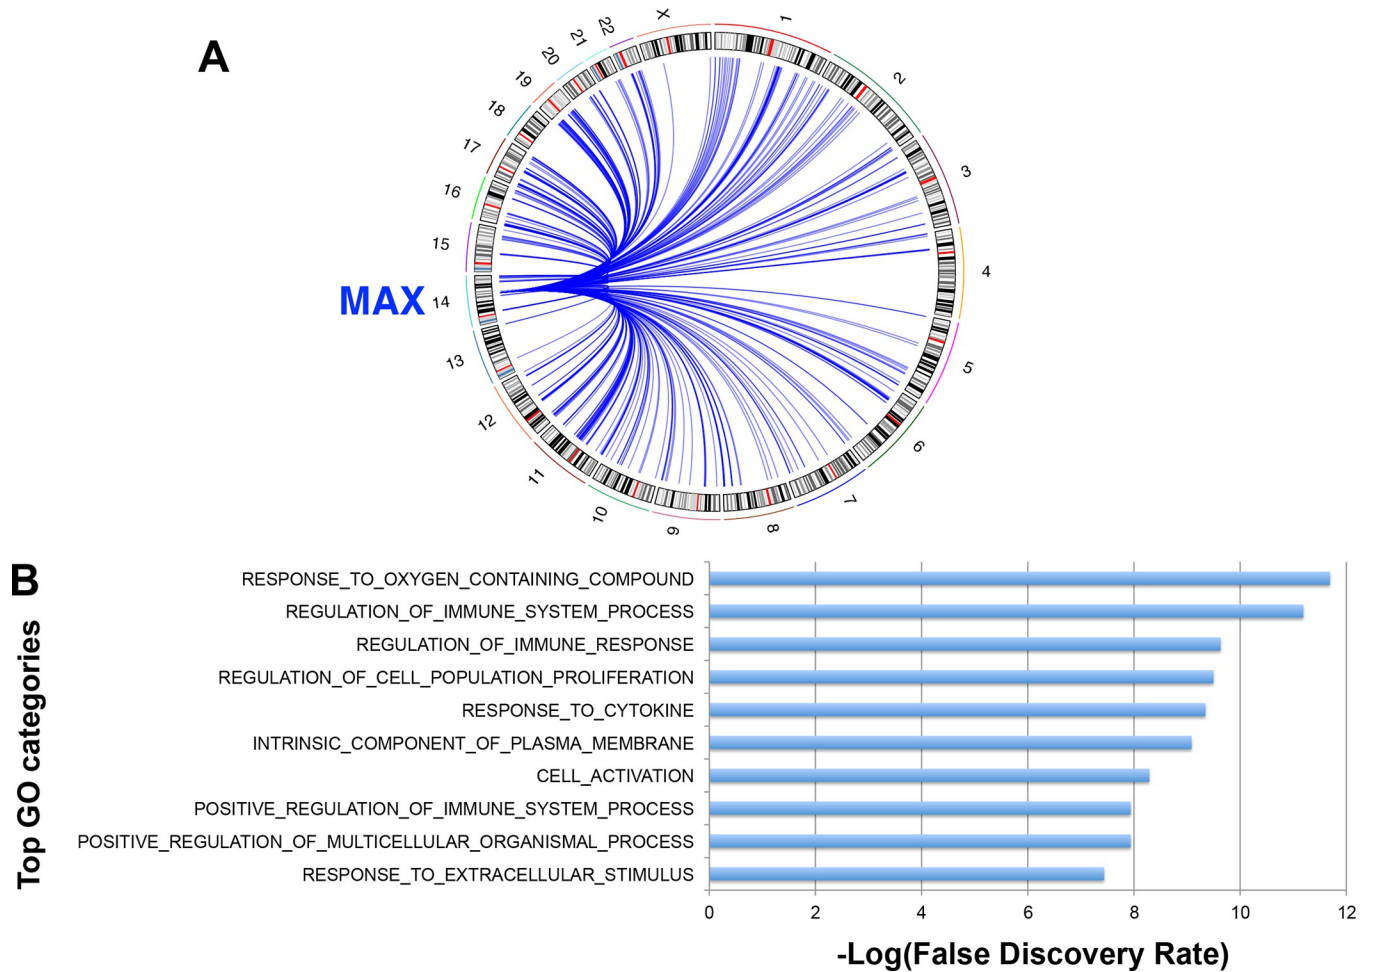 A
X
1
2
3
4
5
6
7
8
9
10
11
12
13
14
15
16
17
18
19
20
21
22
MAX
B
Top GO categories
RESPONSE_TO_OXYGEN_CONTAINING_COMPOUND
REGULATION_OF_IMMUNE_SYSTEM_PROCESS
REGULATION_OF_IMMUNE_RESPONSE
REGULATION_OF_CELL_POPULATION_PROLIFERATION
RESPONSE_TO_CYTOKINE
INTRINSIC_COMPONENT_OF_PLASMA_MEMBRANE
CELL_ACTIVATION
POSITIVE_REGULATION_OF_IMMUNE_SYSTEM_PROCESS
POSITIVE_REGULATION_OF_MULTICELLULAR_ORGANISMAL_PROCESS
RESPONSE_TO_EXTRACELLULAR_STIMULUS
0 2 4 6 8 10 12
-Log(False Discovery Rate)